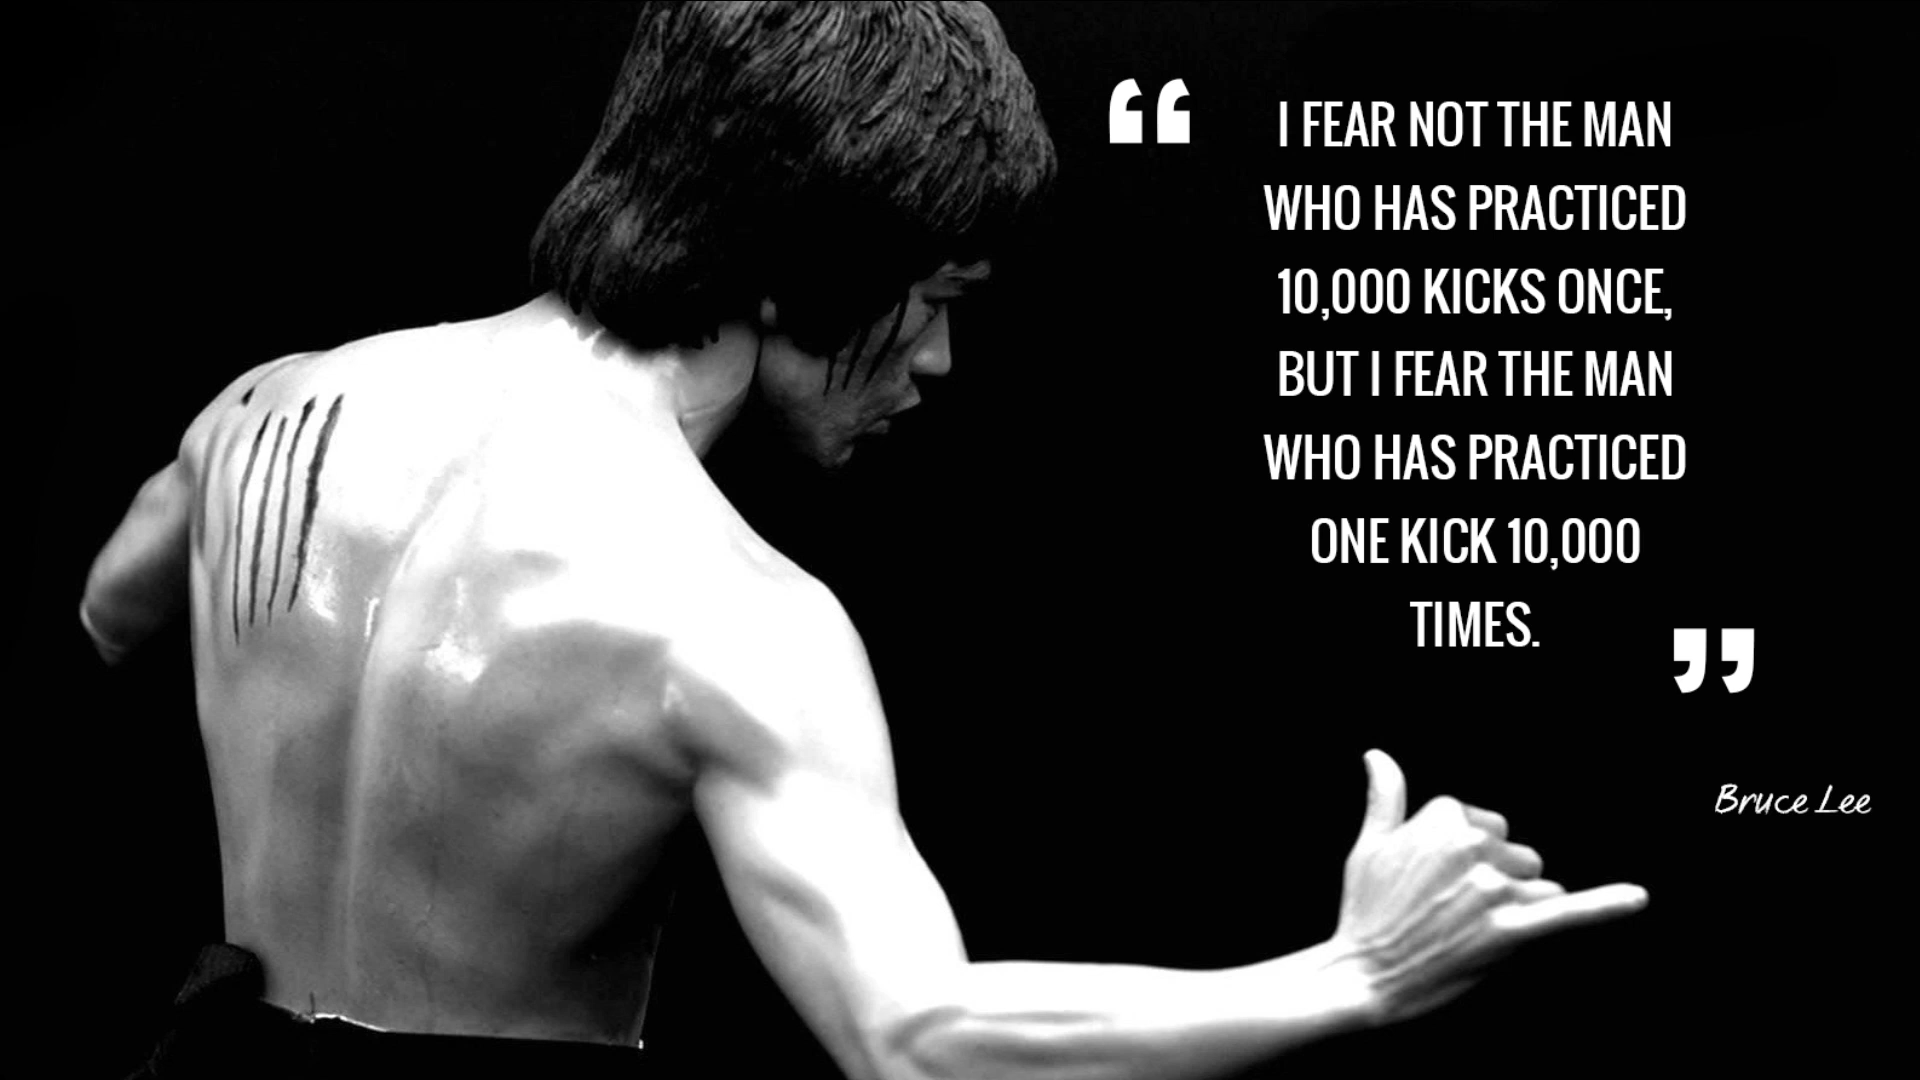 “ I FEAR NOT THE MAN
WHO HAS PRACTICED
10,000 KICKS ONCE,
BUT I FEAR THE MAN
WHO HAS PRACTICED
ONE KICK 10,000
TIMES. ”
Bruce Lee